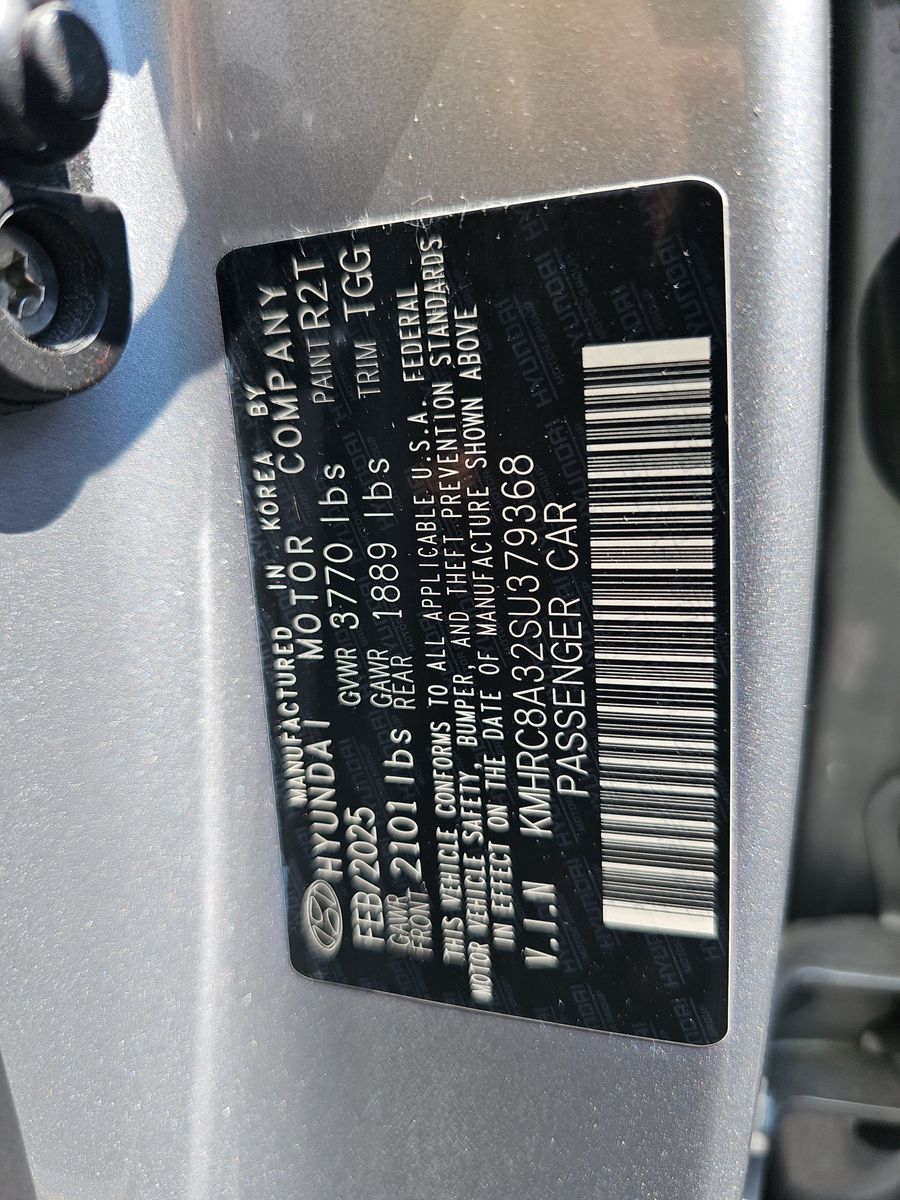 MANUFACTURED IN KOREA BY
HYUNDAI MOTOR COMPANY
FEB/2025 GVWR 3770 lbs PAINT R2T
GAWR FRONT 2101 lbs GAWR REAR 1889 lbs TRIM TGG
THIS VEHICLE CONFORMS TO ALL APPLICABLE U.S.A. FEDERAL
MOTOR VEHICLE SAFETY, BUMPER, AND THEFT PREVENTION STANDARDS
IN EFFECT ON THE DATE OF MANUFACTURE SHOWN ABOVE
V.I.N KMHRC8A32SU379368
PASSENGER CAR